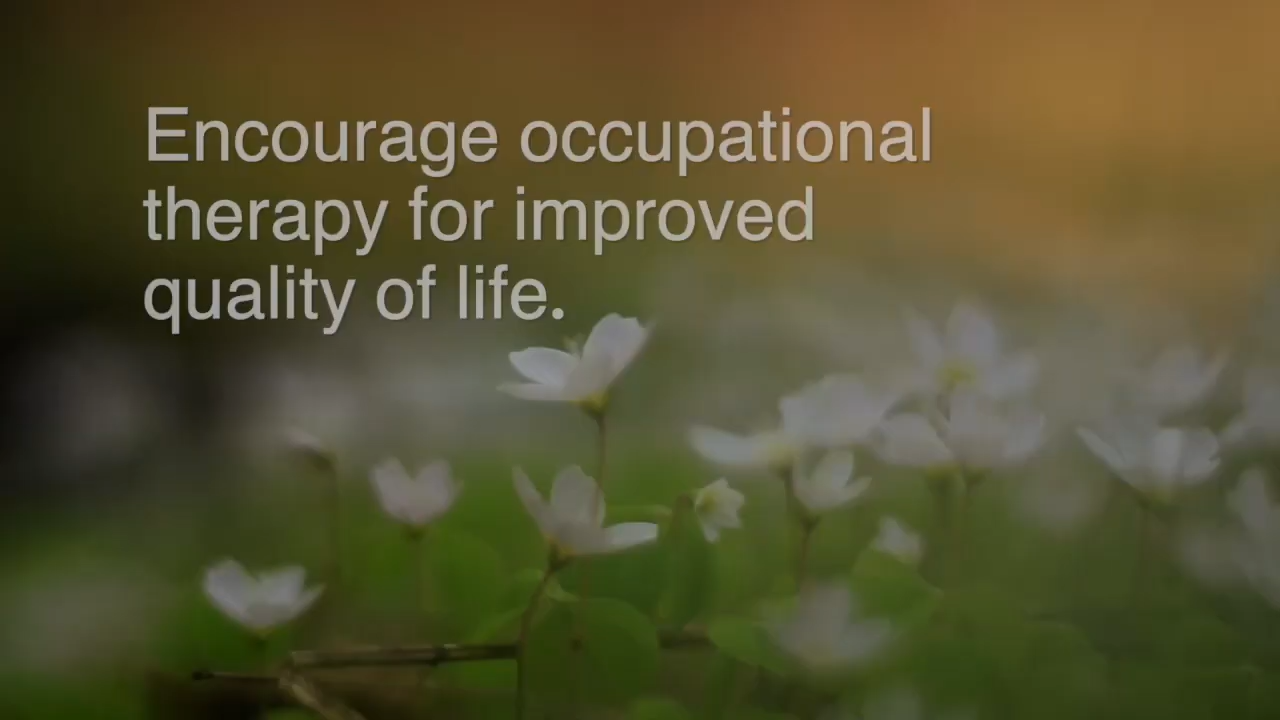 Encourage occupational
therapy for improved
quality of life.